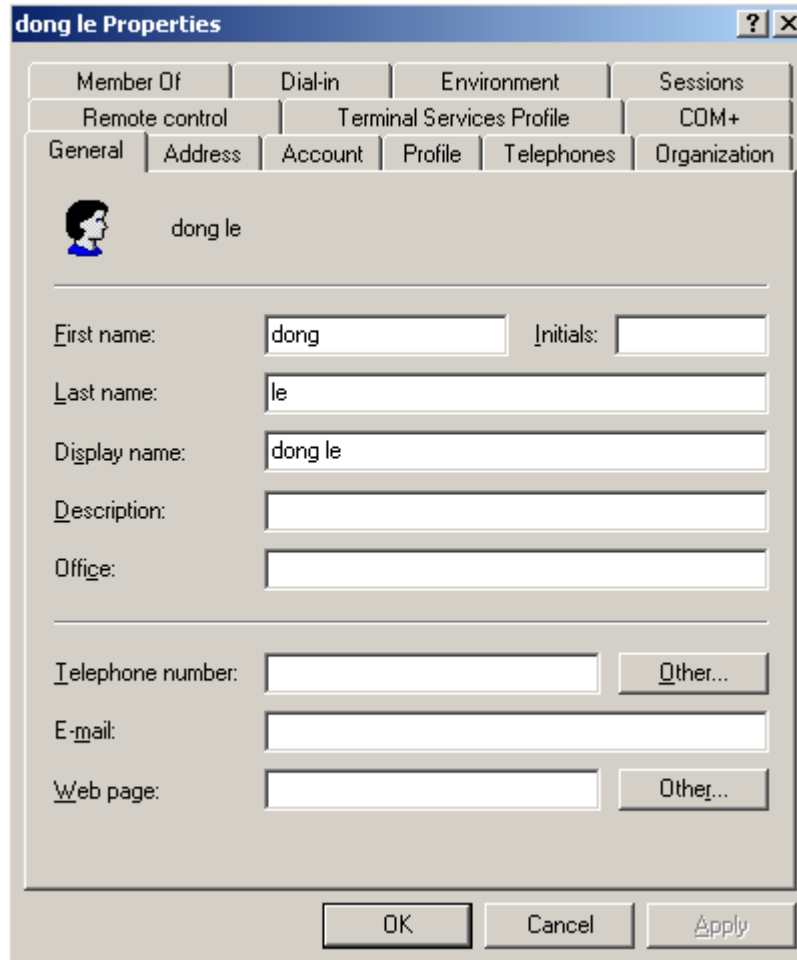 dong le Properties
Member Of Dial-in Environment Sessions
Remote control Terminal Services Profile COM+
General Address Account Profile Telephones Organization
dong le
First name: dong Initials:
Last name: le
Display name: dong le
Description:
Office:
Telephone number: Other...
E-mail:
Web page: Other...
OK Cancel Apply